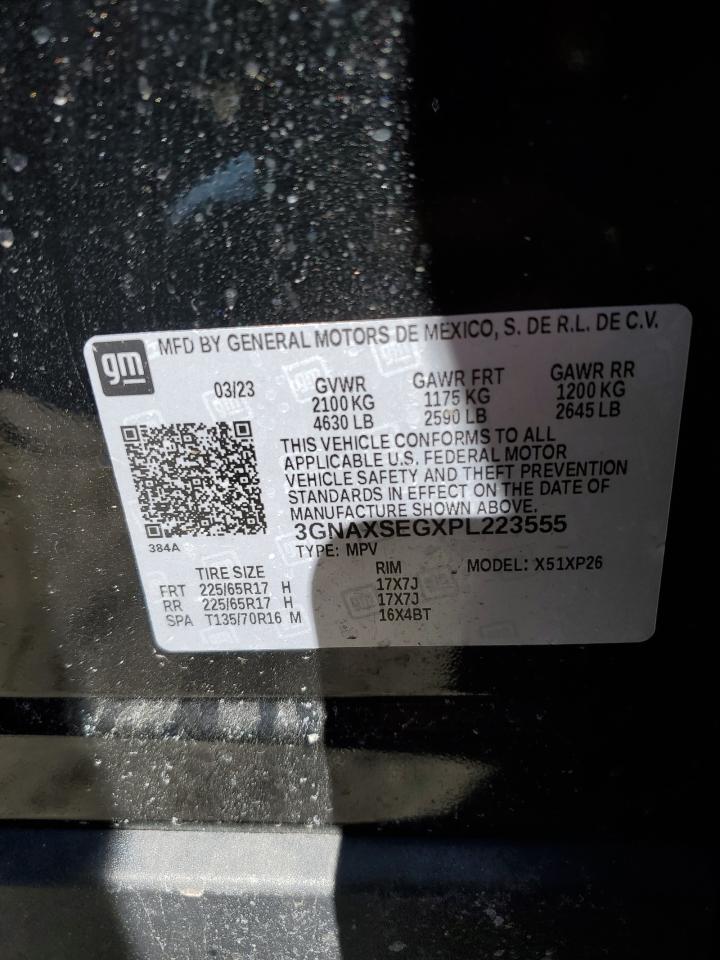 gm MFD BY GENERAL MOTORS DE MEXICO, S. DE R.L. DE C.V.
03/23 GVWR GAWR FRT GAWR RR
2100 KG 1175 KG 1200 KG
4630 LB 2590 LB 2645 LB
THIS VEHICLE CONFORMS TO ALL
APPLICABLE U.S. FEDERAL MOTOR
VEHICLE SAFETY AND THEFT PREVENTION
STANDARDS IN EFFECT ON THE DATE OF
MANUFACTURE SHOWN ABOVE.
3GNAXSEGXPL223555
384A TYPE: MPV
TIRE SIZE RIM MODEL: X51XP26
FRT 225/65R17 H 17X7J
RR 225/65R17 H 17X7J
SPA T135/70R16 M 16X4BT